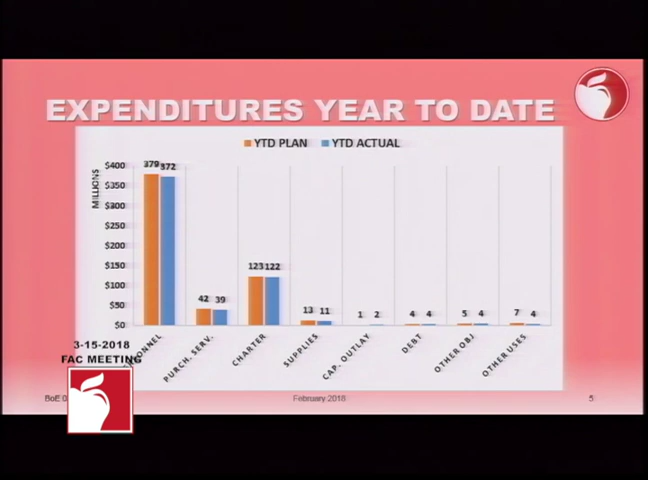 EXPENDITURES YEAR TO DATE
YTD PLAN YTD ACTUAL
MILLIONS
$400
$350
$300
$250
$200
$150
$100
$50
$0
379 372
42 39
123 122
13 11
1 2
4 4
5 4
7 4
PURCH. SERV.
CHARTER
SUPPLIES
CAP. OUTLAY
DEBT
OTHER OBJ
OTHER USES
3-15-2018
FAC MEETING
BoE
February 2018
5